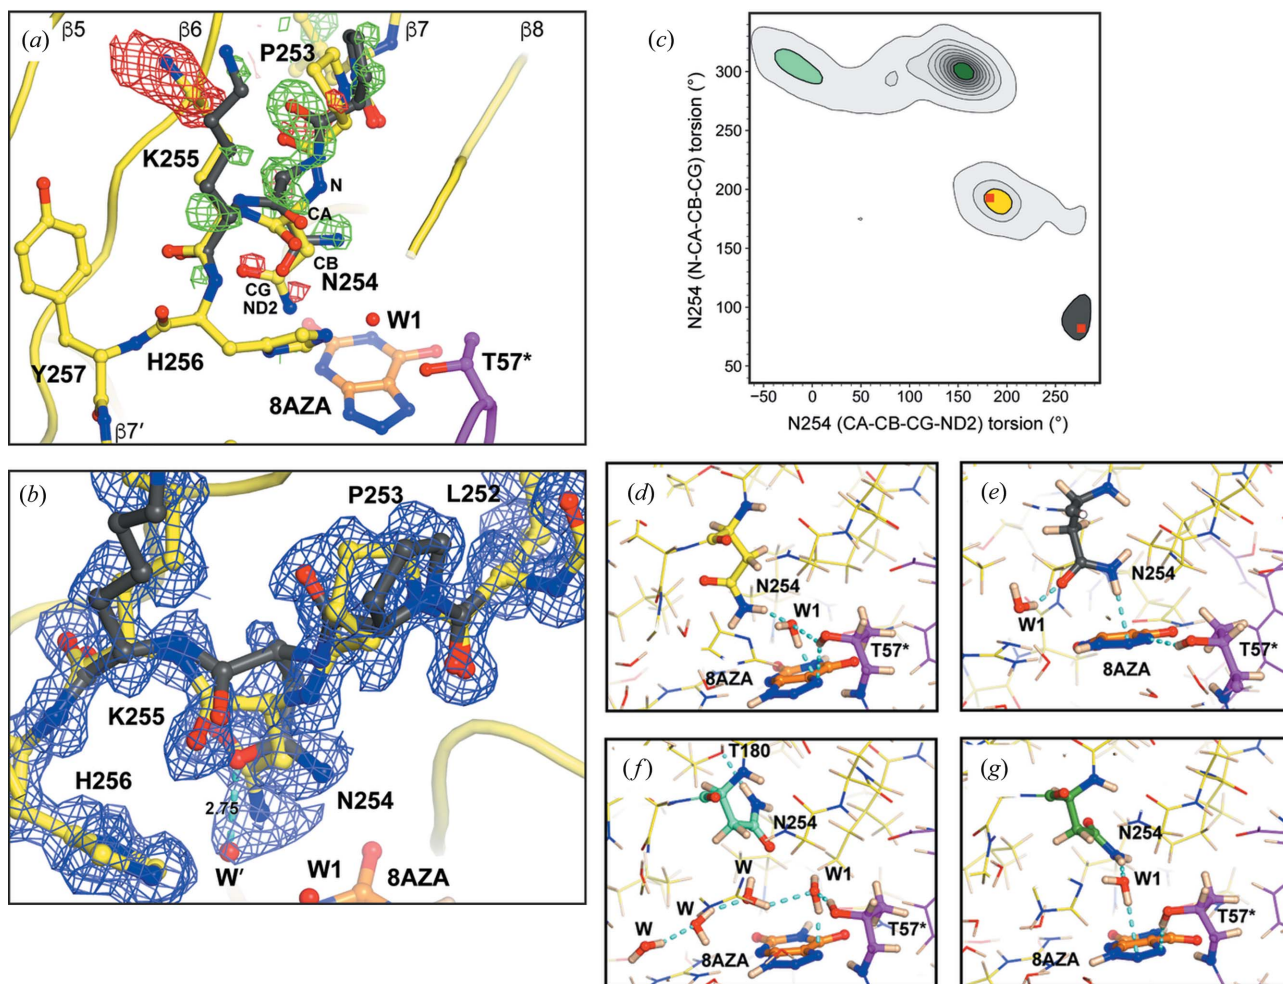 (a)
β5
β6
β7
β8
P253
K255
N
CA
CB
N254
CG
ND2
W1
H256
T57*
Y257
8AZA
β7′
(b)
P253
L252
K255
H256
2.75
N254
W′
W1
8AZA
(c)
N254 (N-CA-CB-CG) torsion (°)
300
250
200
150
100
50
−50 0 50 100 150 200 250
N254 (CA-CB-CG-ND2) torsion (°)
(d)
N254
W1
T57*
8AZA
(e)
N254
W1
T57*
8AZA
(f)
T180
N254
W
W1
W
W
T57*
8AZA
(g)
N254
W1
T57*
8AZA